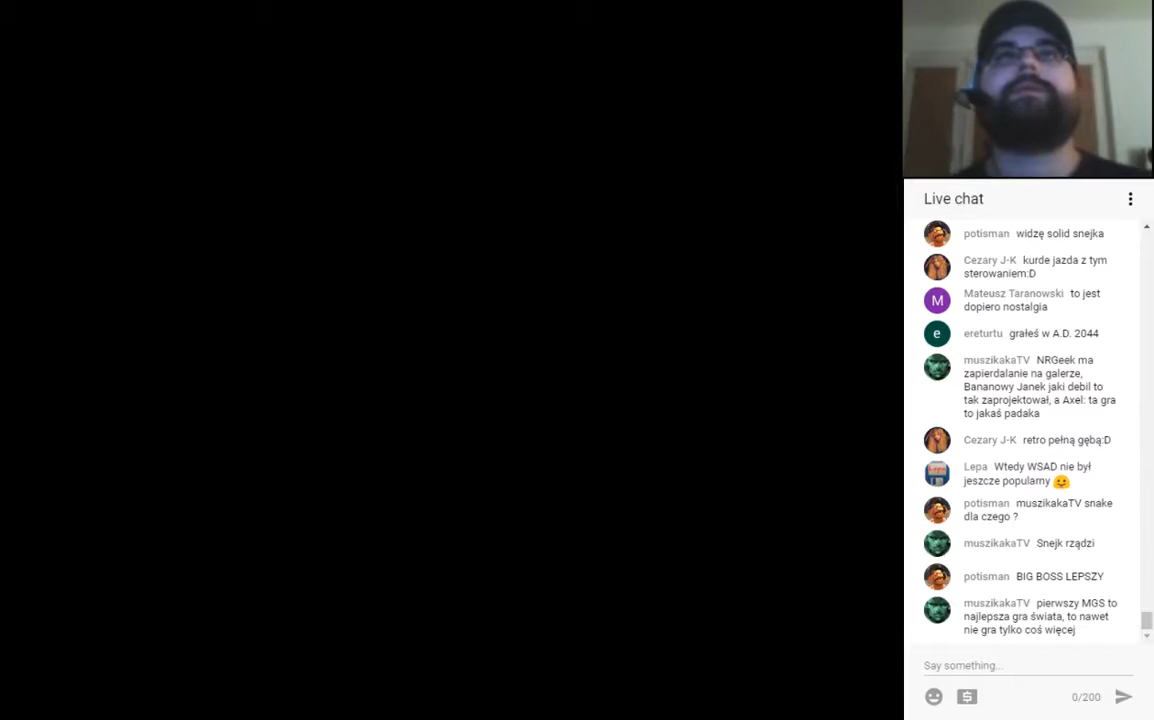 Live chat
potisman widzę solid snejka
Cezary J-K kurde jazda z tym
sterowaniem:D
M
Mateusz Taranowski to jest
dopiero nostalgia
e
ereturtu grałeś w A.D. 2044
muszikakaTV NRGeek ma
zapierdalanie na galerze,
Bananowy Janek jaki debil to
tak zaprojektował, a Axel: ta gra
to jakaś padaka
Cezary J-K retro pełną gębą:D
Lepa Wtedy WSAD nie był
jeszcze popularny
potisman muszikakaTV snake
dla czego ?
muszikakaTV Snejk rządzi
potisman BIG BOSS LEPSZY
muszikakaTV pierwszy MGS to
najlepsza gra świata, to nawet
nie gra tylko coś więcej
Say something...
0/200